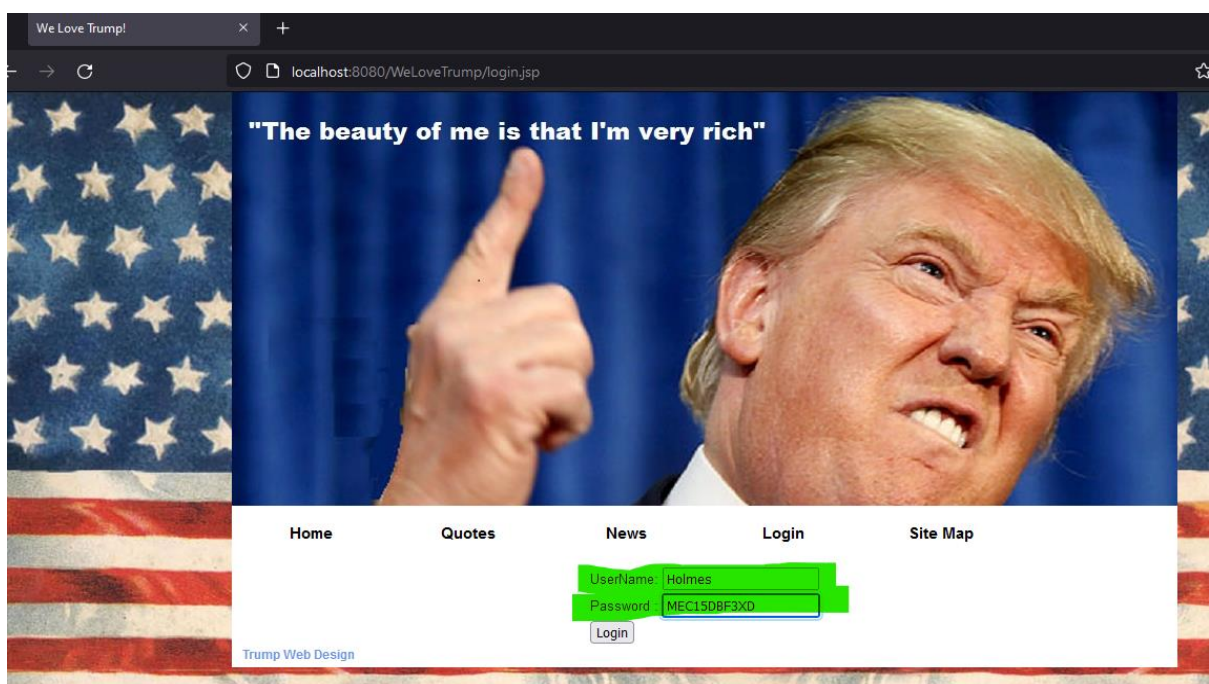 We Love Trump!
localhost:8080/WeLoveTrump/login.jsp
"The beauty of me is that I'm very rich"
Home Quotes News Login Site Map
UserName: Holmes
Password : MEC15DBF3XD
Login
Trump Web Design